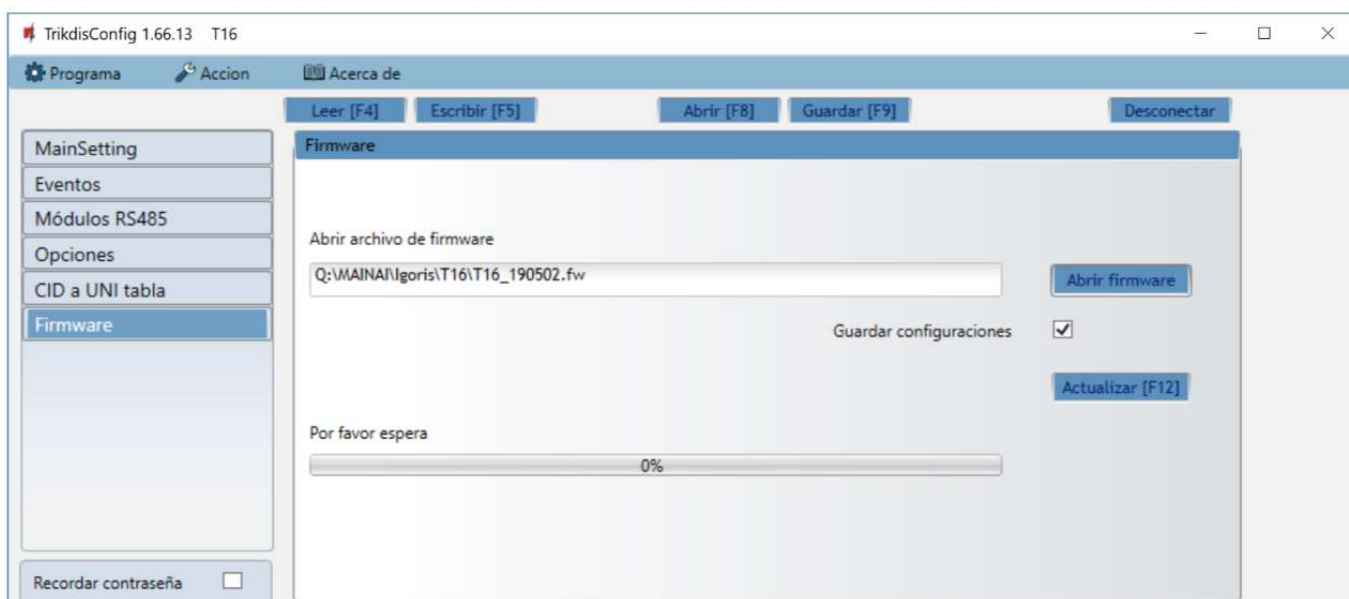 TrikdisConfig 1.66.13 T16
Programa Accion Acerca de
Leer [F4] Escribir [F5] Abrir [F8] Guardar [F9] Desconectar
MainSetting
Eventos
Módulos RS485
Opciones
CID a UNI tabla
Firmware
Recordar contraseña
Firmware
Abrir archivo de firmware
Q:\MAINAI\Igoris\T16\T16_190502.fw Abrir firmware
Guardar configuraciones
Actualizar [F12]
Por favor espera
0%